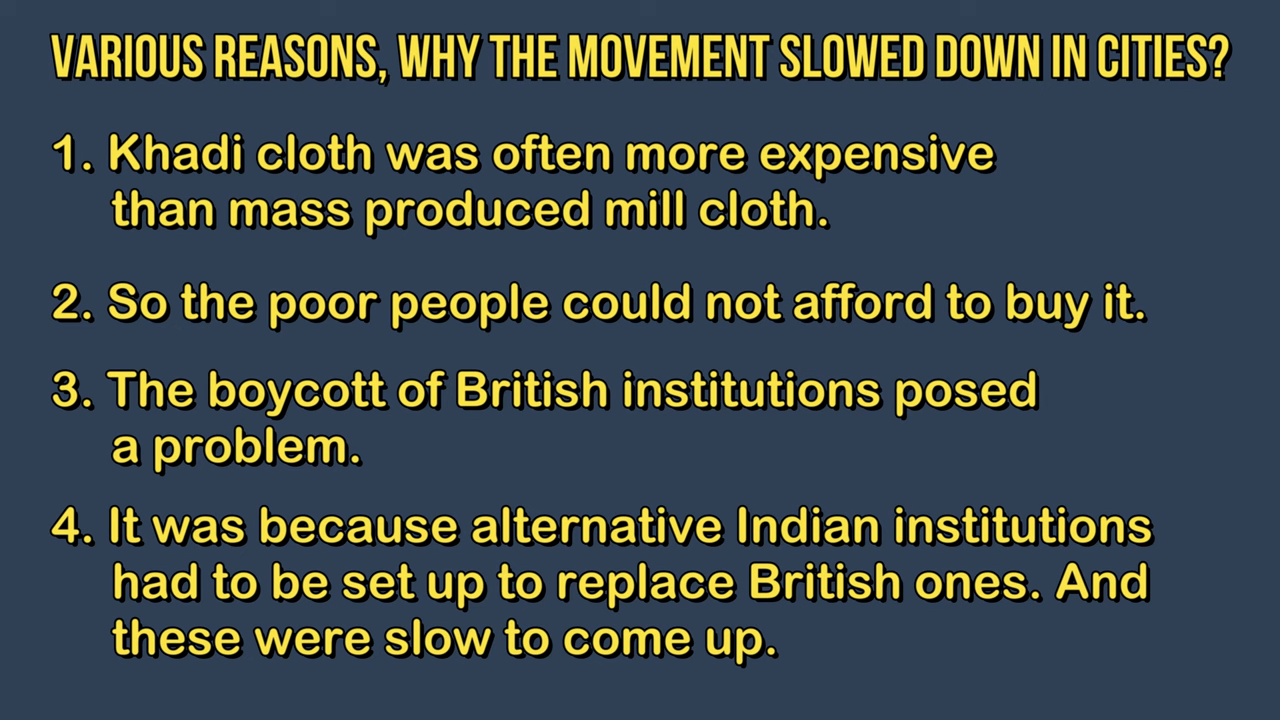 VARIOUS REASONS, WHY THE MOVEMENT SLOWED DOWN IN CITIES?
1. Khadi cloth was often more expensive
than mass produced mill cloth.
2. So the poor people could not afford to buy it.
3. The boycott of British institutions posed
a problem.
4. It was because alternative Indian institutions
had to be set up to replace British ones. And
these were slow to come up.